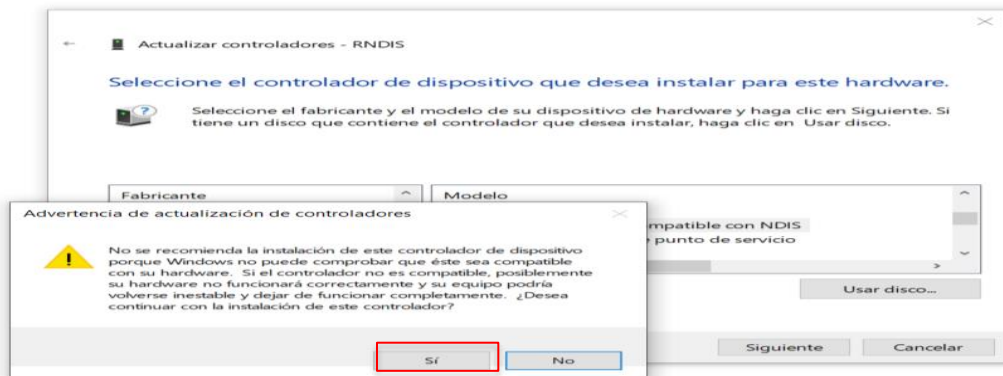 Actualizar controladores - RNDIS
Seleccione el controlador de dispositivo que desea instalar para este hardware.
Seleccione el fabricante y el modelo de su dispositivo de hardware y haga clic en Siguiente. Si
tiene un disco que contiene el controlador que desea instalar, haga clic en Usar disco.
Fabricante
Modelo
Advertencia de actualización de controladores
No se recomienda la instalación de este controlador de dispositivo
porque Windows no puede comprobar que éste sea compatible
con su hardware. Si el controlador no es compatible, posiblemente
su hardware no funcionará correctamente y su equipo podría
volverse inestable y dejar de funcionar completamente. ¿Desea
continuar con la instalación de este controlador?
Sí
No
mpatible con NDIS
punto de servicio
Usar disco...
Siguiente
Cancelar